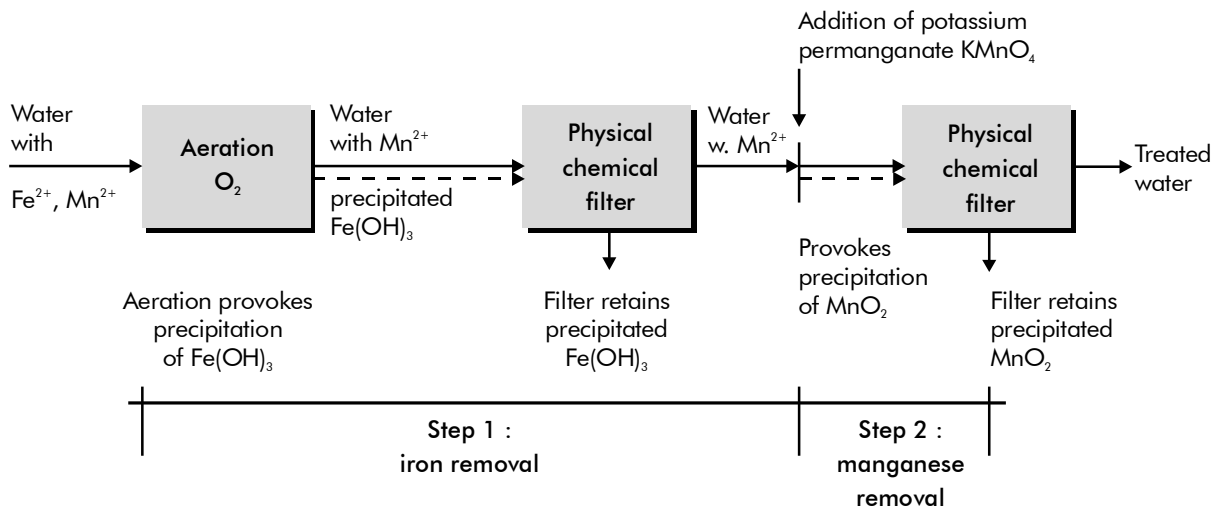 Addition of potassium
permanganate KMnO₄
Water
with
Fe²⁺, Mn²⁺
Aeration
O₂
Water
with Mn²⁺
precipitated
Fe(OH)₃
Physical
chemical
filter
Water
w. Mn²⁺
Physical
chemical
filter
Treated
water
Aeration provokes
precipitation
of Fe(OH)₃
Filter retains
precipitated
Fe(OH)₃
Provokes
precipitation
of MnO₂
Filter retains
precipitated
MnO₂
Step 1 :
iron removal
Step 2 :
manganese
removal